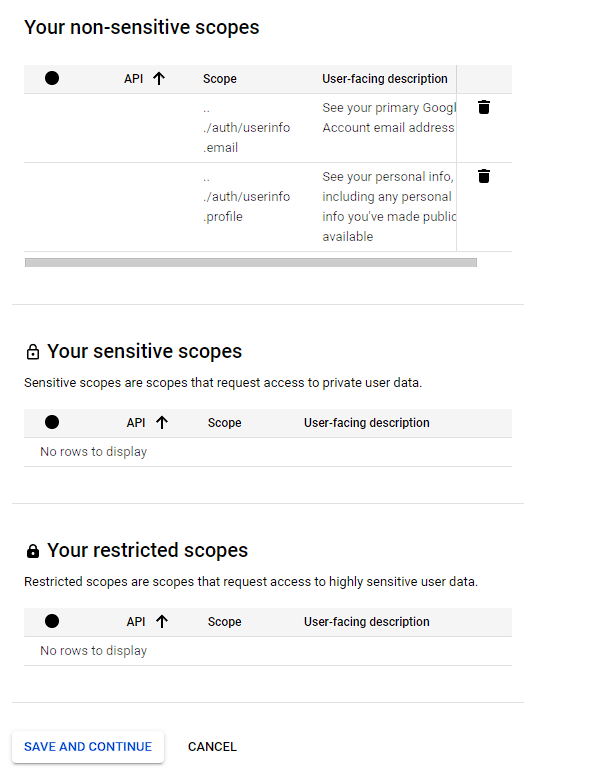 Your non-sensitive scopes
API Scope User-facing description
.. See your primary Googl
./auth/userinfo Account email address
.email
.. See your personal info,
./auth/userinfo including any personal
.profile info you've made public
available
Your sensitive scopes
Sensitive scopes are scopes that request access to private user data.
API Scope User-facing description
No rows to display
Your restricted scopes
Restricted scopes are scopes that request access to highly sensitive user data.
API Scope User-facing description
No rows to display
SAVE AND CONTINUE CANCEL